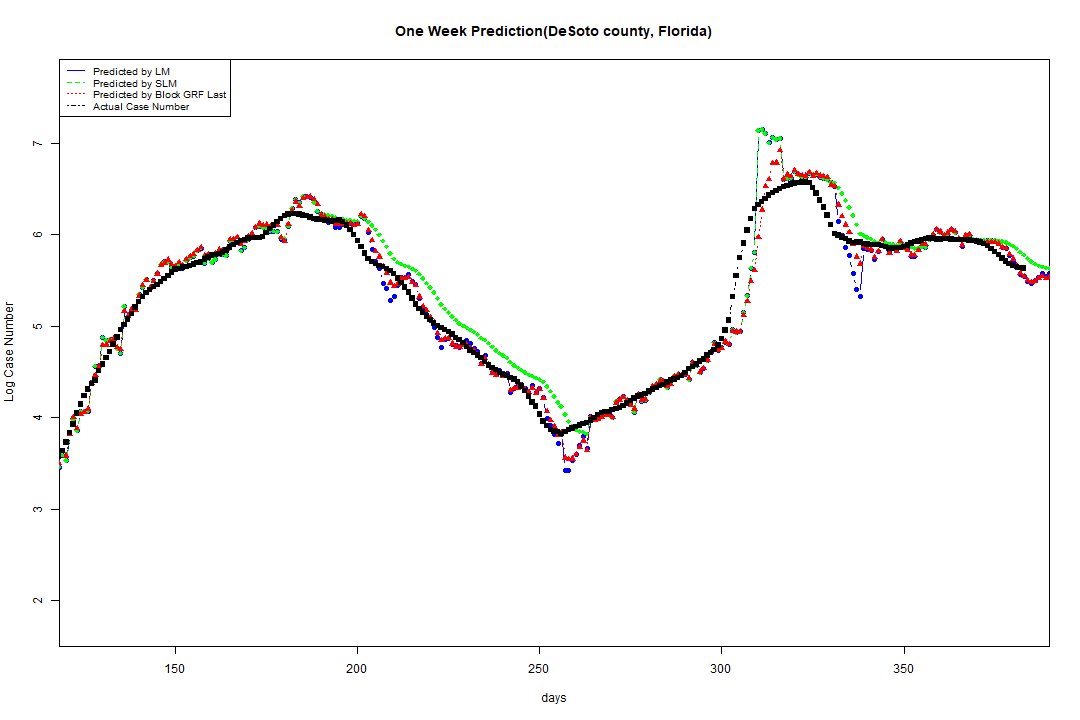 One Week Prediction(DeSoto county, Florida)
Predicted by LM
Predicted by SLM
Predicted by Block GRF Last
Actual Case Number
7
6
5
4
3
2
Log Case Number
150 200 250 300 350
days